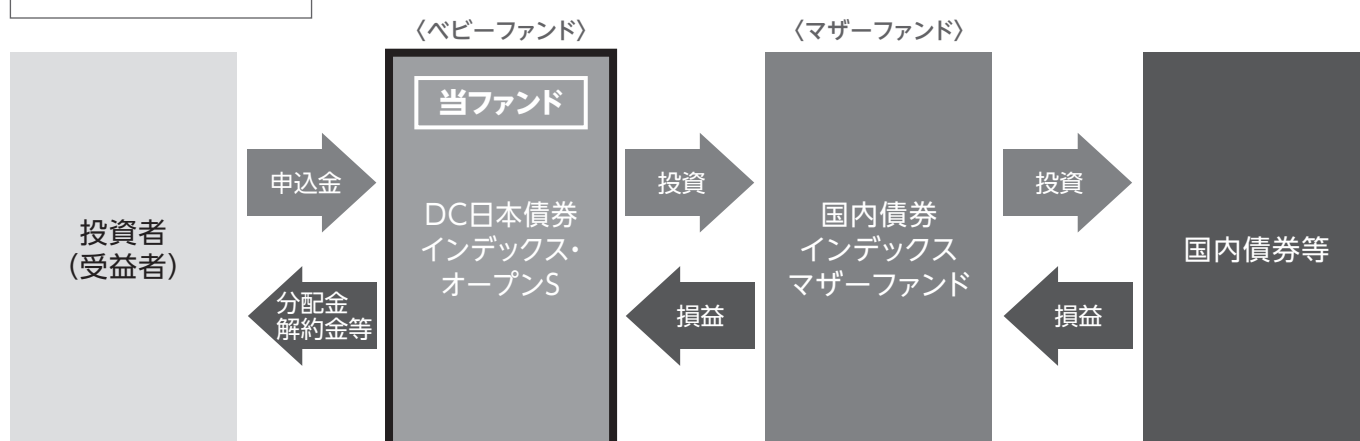 〈ベビーファンド〉
〈マザーファンド〉
投資者
(受益者)
申込金
分配金
解約金等
当ファンド
DC日本債券
インデックス・
オープンS
投資
損益
国内債券
インデックス
マザーファンド
投資
損益
国内債券等